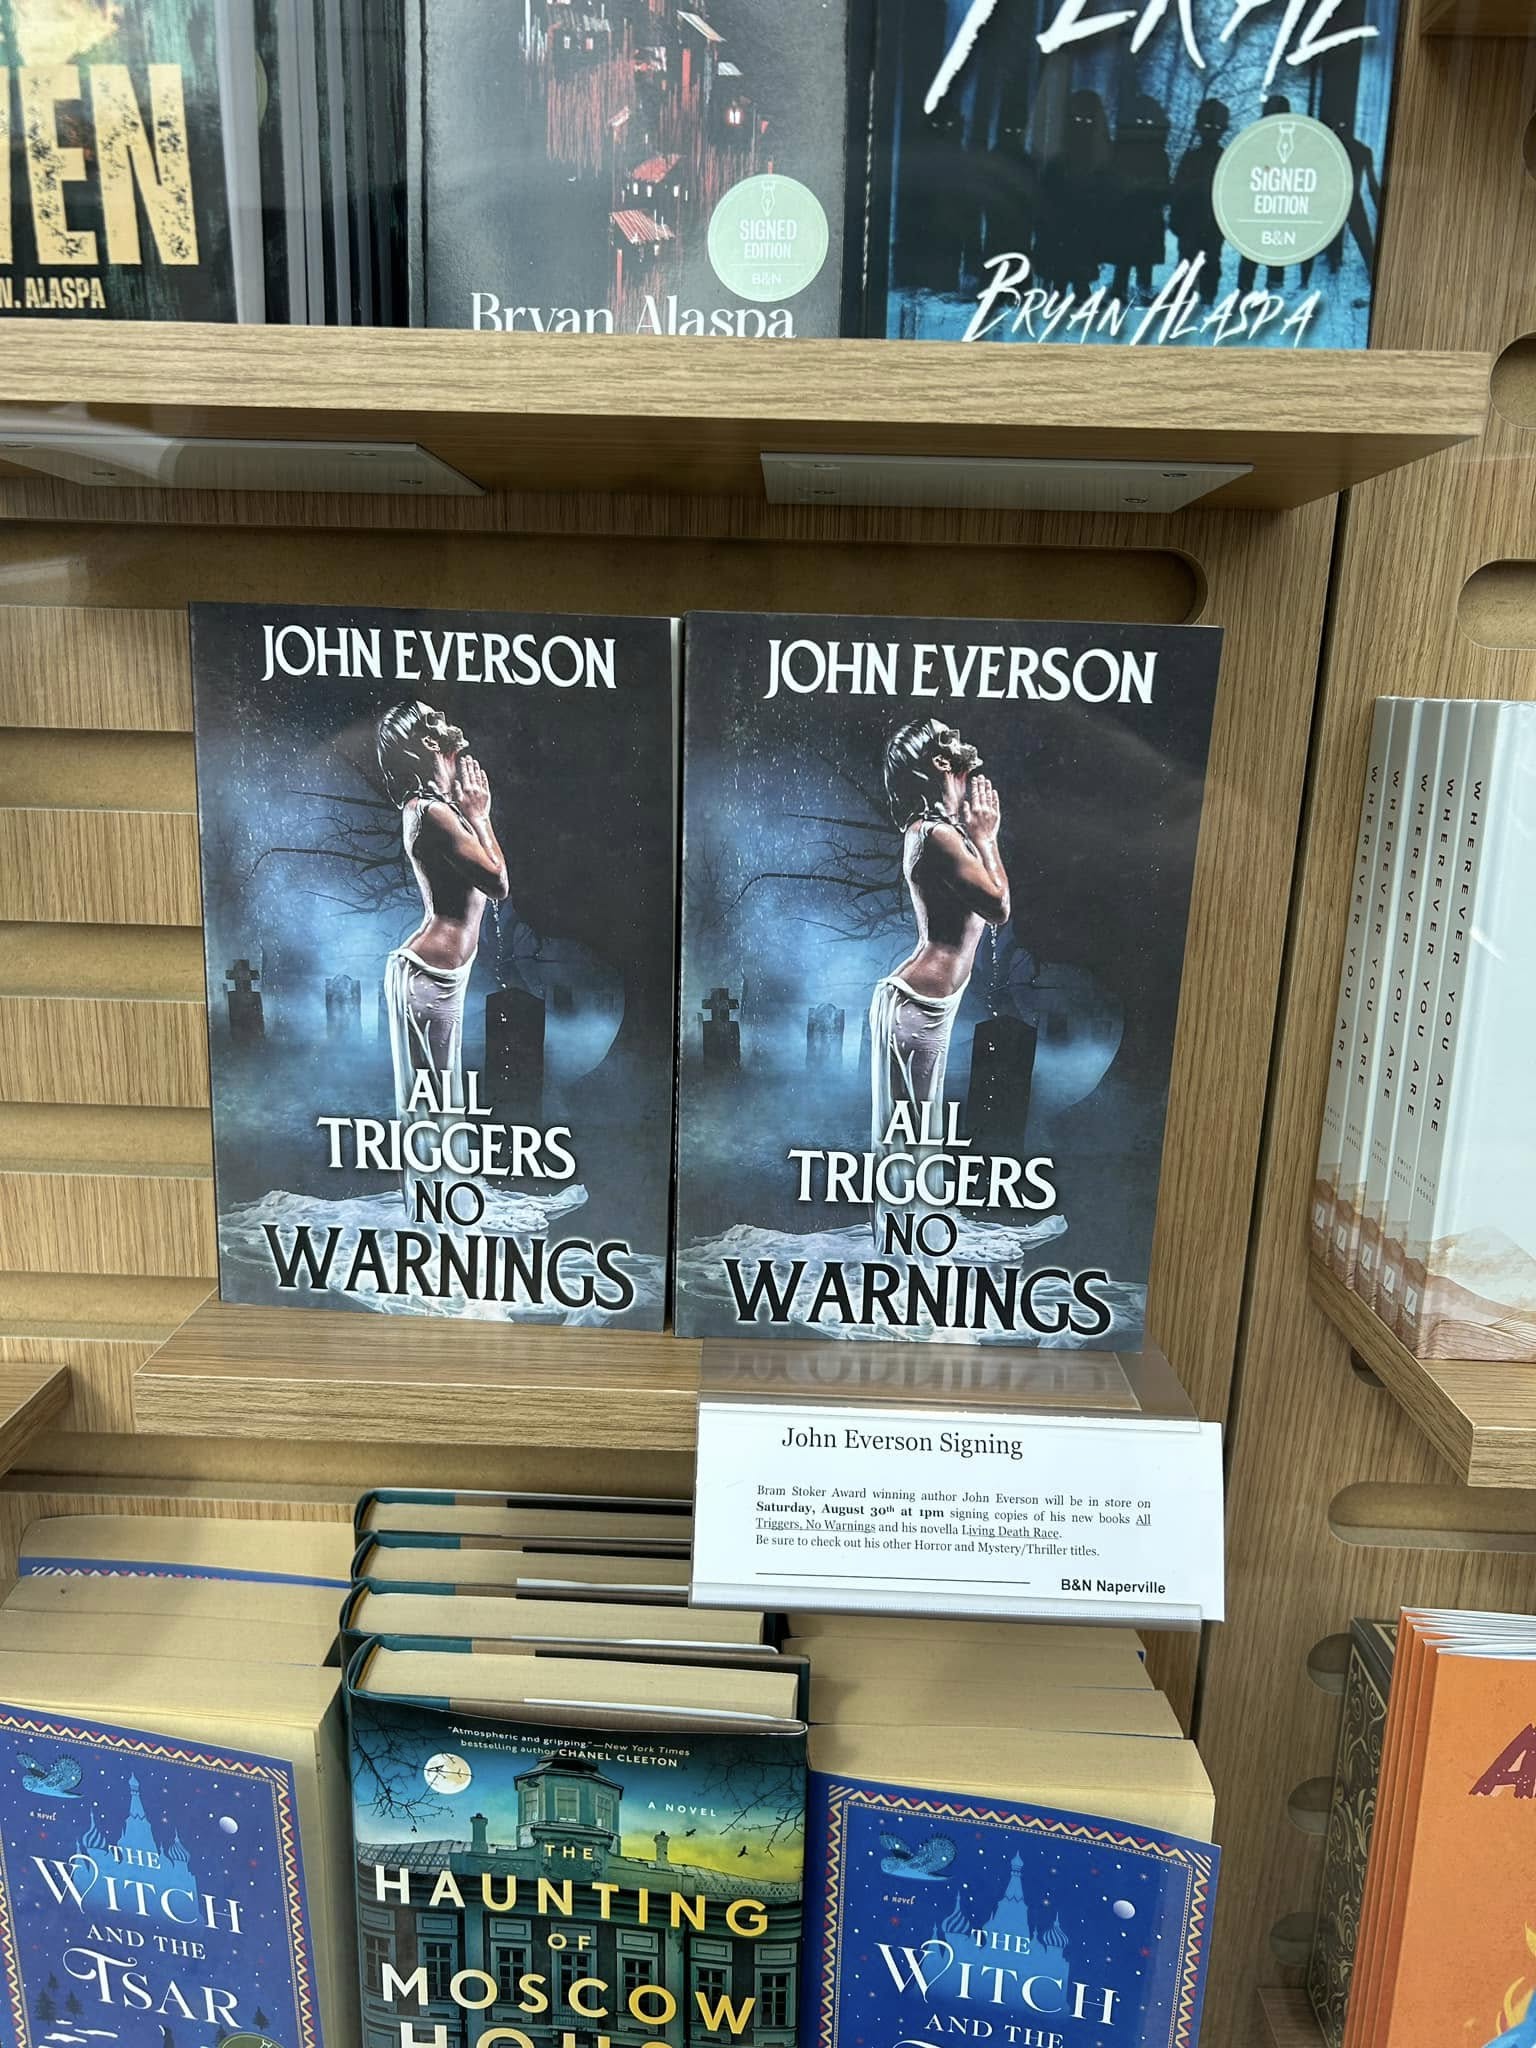 EN
N. ALASPA
Bryan Alaspa
SIGNED
EDITION
B&N
BRYAN ALASPA
SIGNED
EDITION
B&N
JOHN EVERSON
ALL
TRIGGERS
NO
WARNINGS
JOHN EVERSON
ALL
TRIGGERS
NO
WARNINGS
WHEREVER YOU ARE
WHEREVER YOU ARE
WHEREVER YOU ARE
WHEREVER YOU ARE
WHEREVER YOU ARE
John Everson Signing
Bram Stoker Award winning author John Everson will be in store on
Saturday, August 30th at 1pm signing copies of his new books All
Triggers, No Warnings and his novella Living Death Race.
Be sure to check out his other Horror and Mystery/Thriller titles.
B&N Naperville
a novel
THE
WITCH
AND THE
TSAR
"Atmospheric and gripping."—New York Times
bestselling author CHANEL CLEETON
A NOVEL
THE
HAUNTING
OF
MOSCOW
HOUSE
a novel
THE
WITCH
AND THE
A